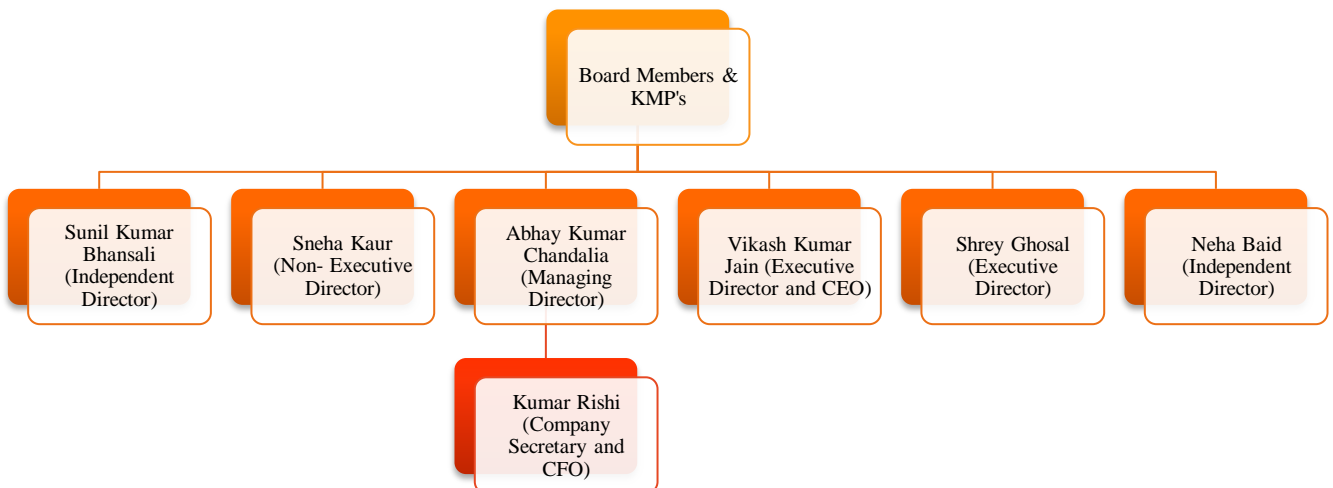 Board Members &
KMP's
Sunil Kumar
Bhansali
(Independent
Director)
Sneha Kaur
(Non- Executive
Director)
Abhay Kumar
Chandalia
(Managing
Director)
Vikash Kumar
Jain (Executive
Director and CEO)
Shrey Ghosal
(Executive
Director)
Neha Baid
(Independent
Director)
Kumar Rishi
(Company
Secretary and
CFO)